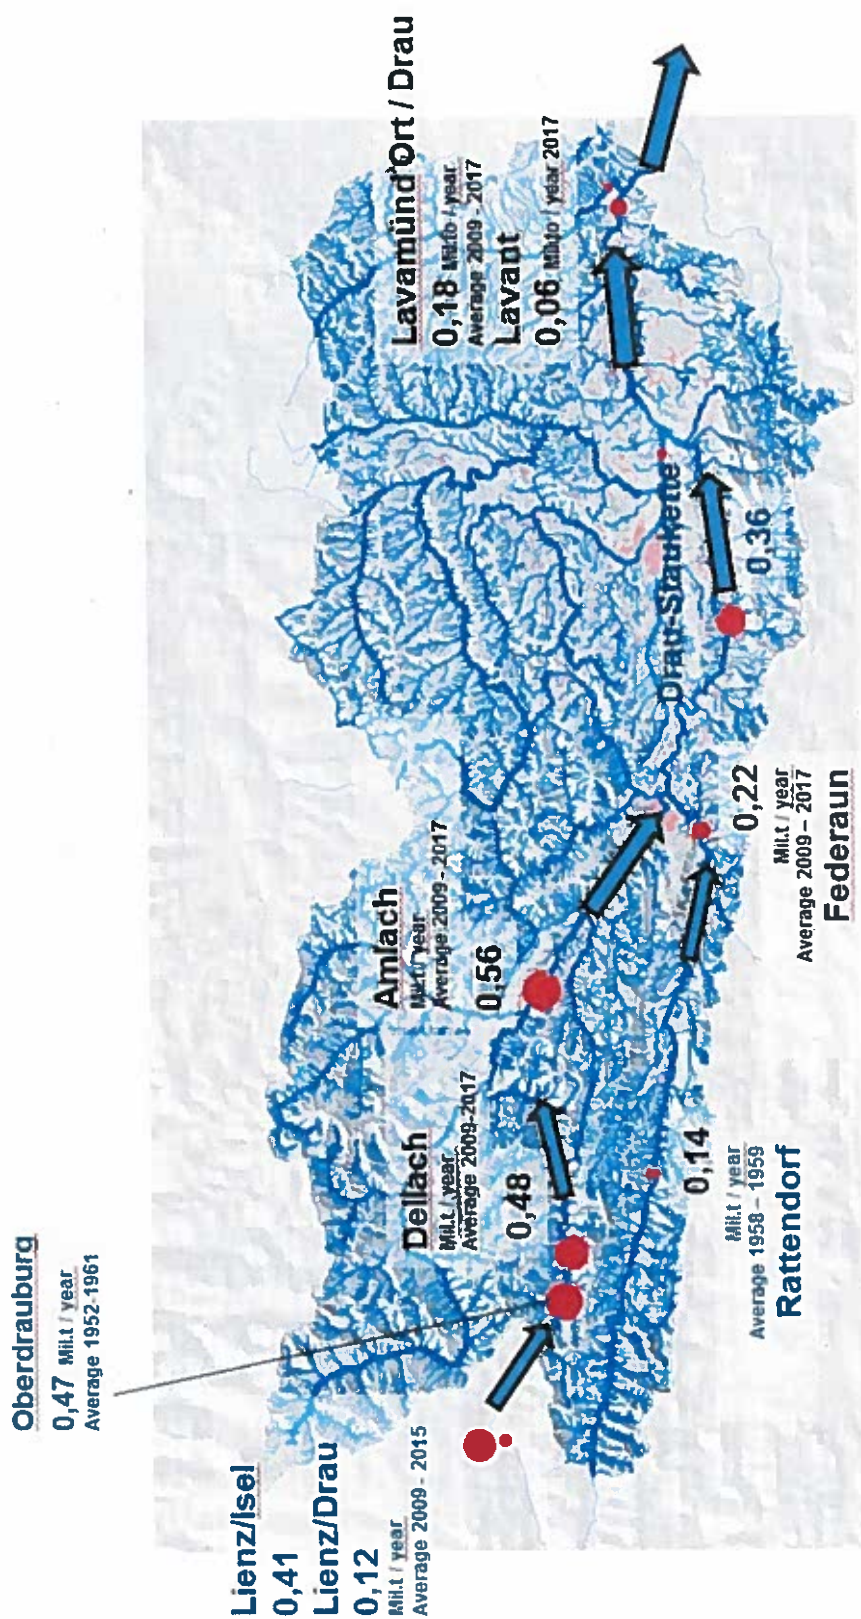 Oberdrauburg
0,47 Mil.t / year
Average 1952-1961
Lienz/Isel
0,41
Lienz/Drau
0,12
Mil.t / year
Average 2009 - 2015
Dellach
Mil.t / year
Average 2009-2017
0,48
Amlach
Mil.t / year
Average 2009 - 2017
0,56
Lavamünd Ort / Drau
0,18 Mil.to / year
Average 2009 - 2017
Lavant
0,06 Mil.to / year 2017
Drau-Staukette
0,36
0,22
Mil.t / year
Average 2009 – 2017
Federaun
0,14
Mil.t / year
Average 1958 – 1959
Rattendorf